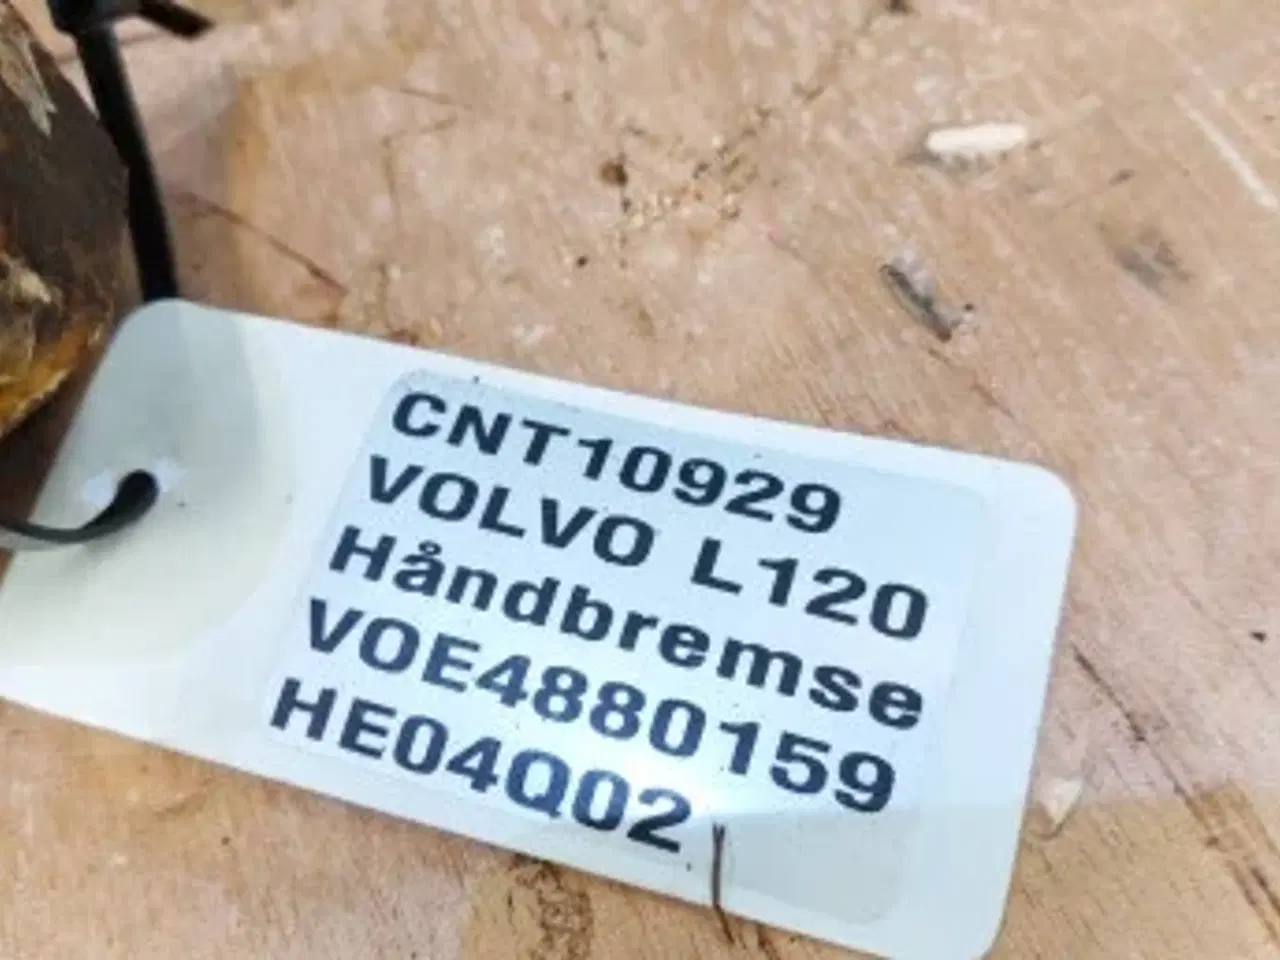 CNT10929
VOLVO L120
Håndbremse
VOE4880159
HE04Q02